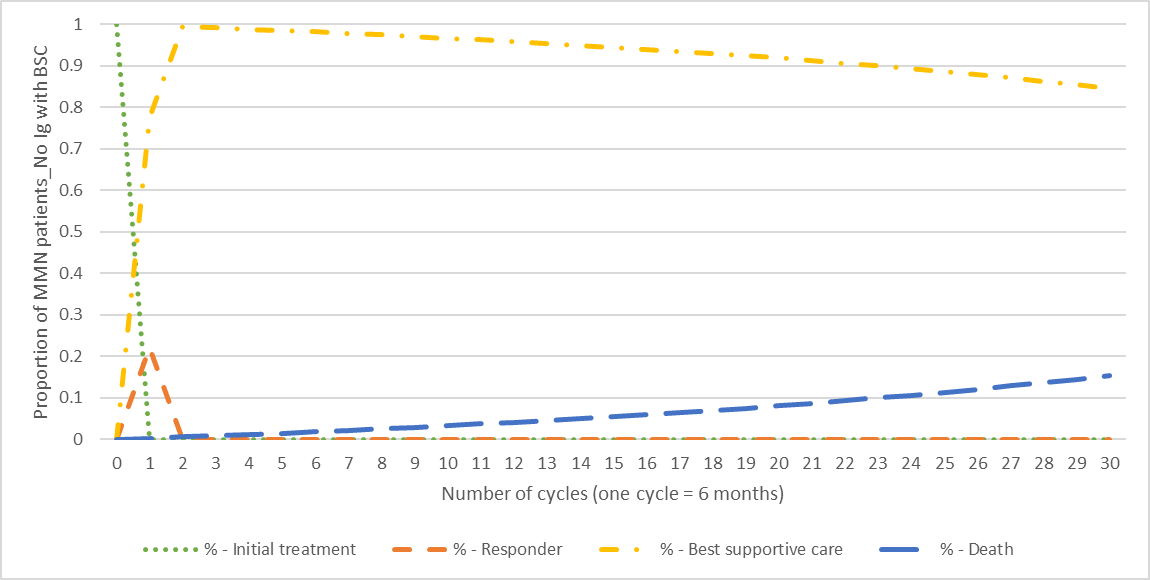 Proportion of MMN patients_No Ig with BSC
1
0.9
0.8
0.7
0.6
0.5
0.4
0.3
0.2
0.1
0
0 1 2 3 4 5 6 7 8 9 10 11 12 13 14 15 16 17 18 19 20 21 22 23 24 25 26 27 28 29 30
Number of cycles (one cycle = 6 months)
% - Initial treatment % - Responder % - Best supportive care % - Death